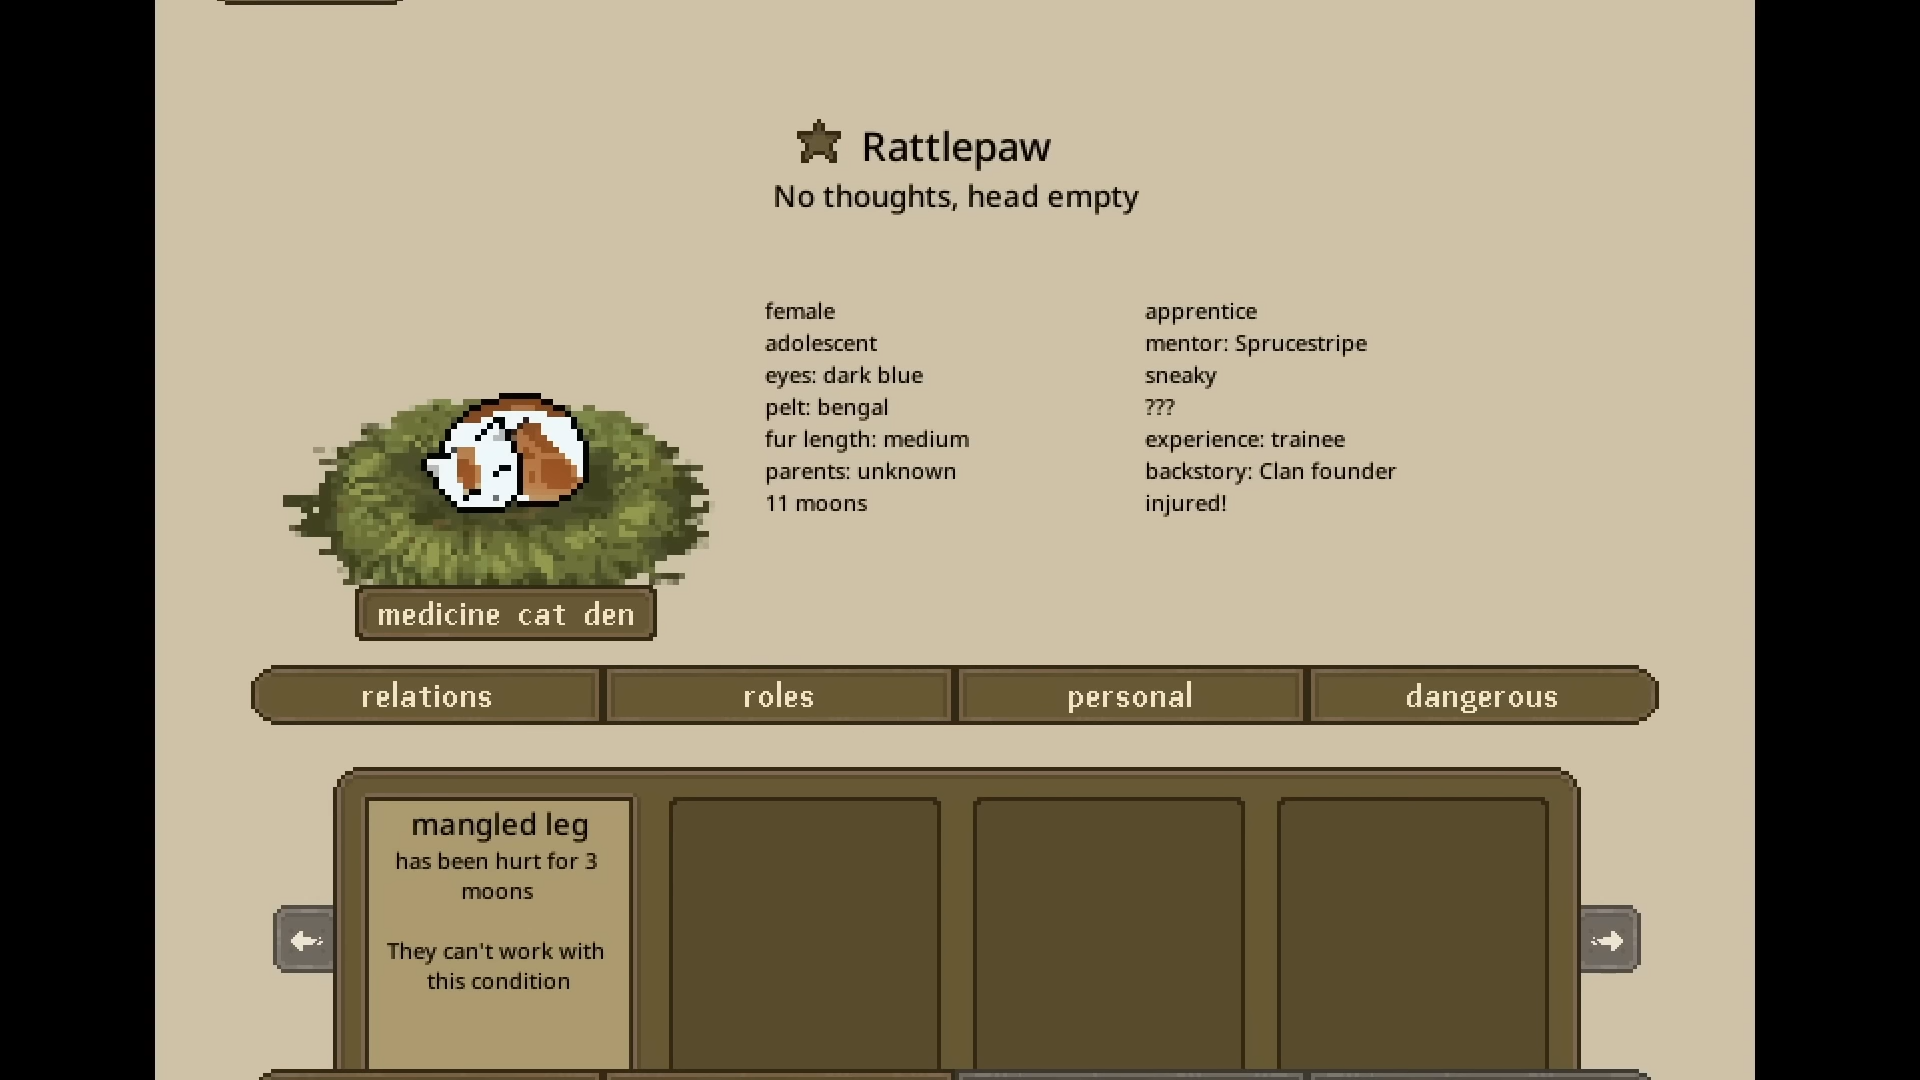 Rattlepaw
No thoughts, head empty
female
adolescent
eyes: dark blue
pelt: bengal
fur length: medium
parents: unknown
11 moons
apprentice
mentor: Sprucestripe
sneaky
???
experience: trainee
backstory: Clan founder
injured!
medicine cat den
relations
roles
personal
dangerous
mangled leg
has been hurt for 3
moons
They can't work with
this condition